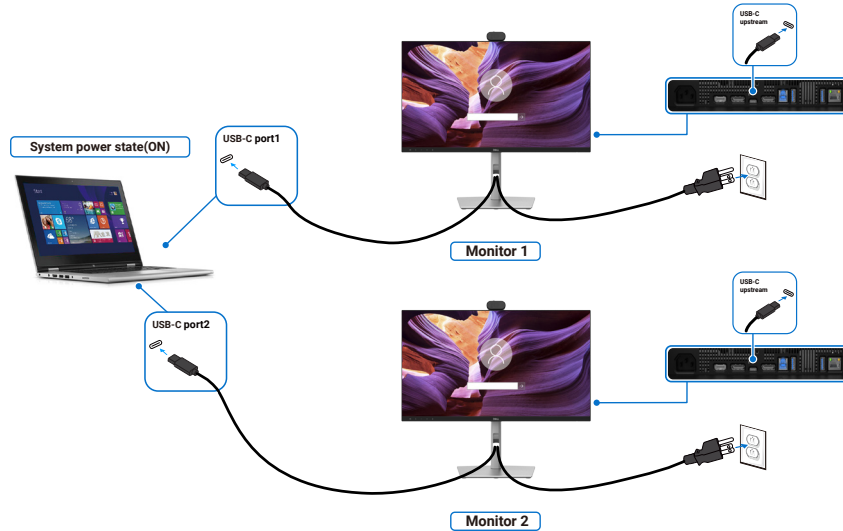 USB-C
upstream
USB-C port1
System power state(ON)
Monitor 1
USB-C port2
USB-C
upstream
Monitor 2